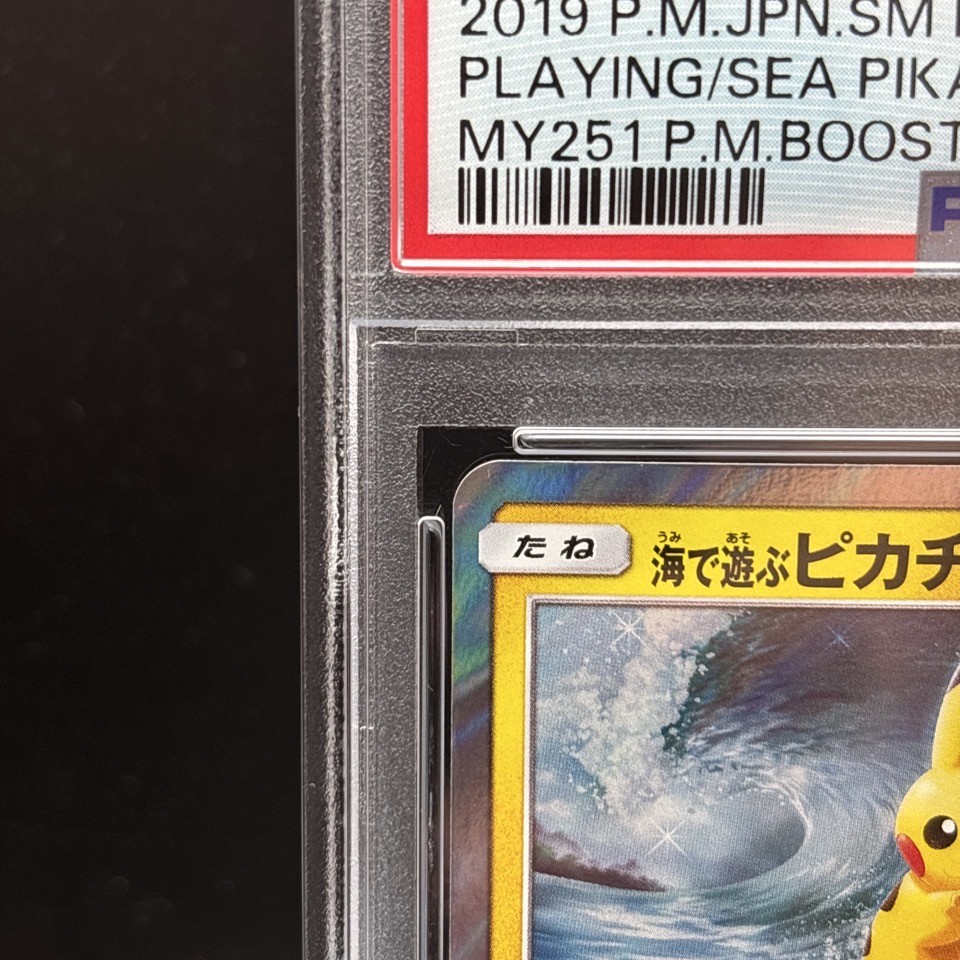 2019 P.M.JPN.SM
PLAYING/SEA PIKA
MY251 P.M.BOOST
P
たね
うみ あそ
海で遊ぶピカチ